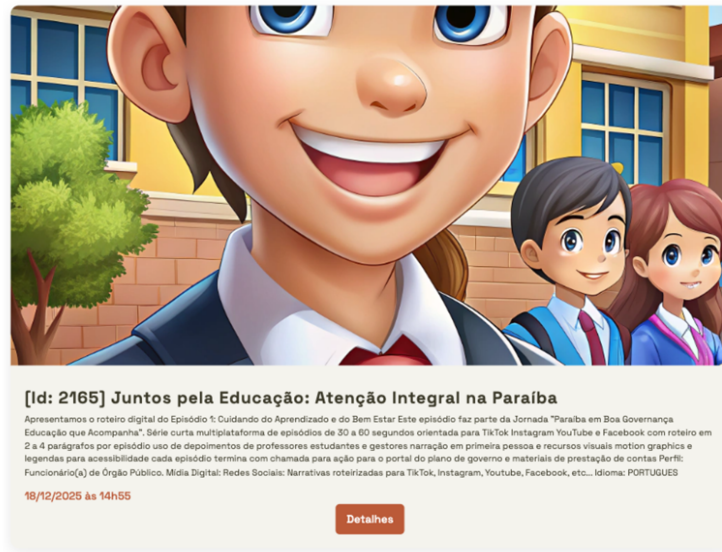 [Id: 2165] Juntos pela Educação: Atenção Integral na Paraíba
Apresentamos o roteiro digital do Episódio 1: Cuidando do Aprendizado e do Bem Estar Este episódio faz parte da Jornada "Paraíba em Boa Governança
Educação que Acompanha". Série curta multiplataforma de episódios de 30 a 60 segundos orientada para TikTok Instagram YouTube e Facebook com roteiro em
2 a 4 parágrafos por episódio uso de depoimentos de professores estudantes e gestores narração em primeira pessoa e recursos visuais motion graphics e
legendas para acessibilidade cada episódio termina com chamada para ação para o portal do plano de governo e materiais de prestação de contas Perfil:
Funcionário(a) de Órgão Público. Mídia Digital: Redes Sociais: Narrativas roteirizadas para TikTok, Instagram, Youtube, Facebook, etc... Idioma: PORTUGUES
18/12/2025 às 14h55
Detalhes